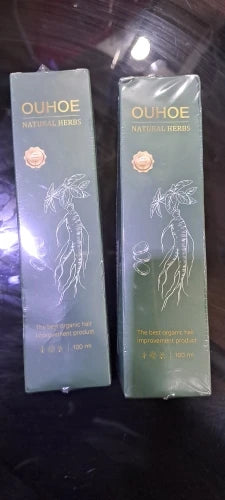 OUHOE
NATURAL HERBS
The best organic hair
improvement product
100 ml
OUHOE
NATURAL HERBS
The best organic hair
improvement product
100 ml